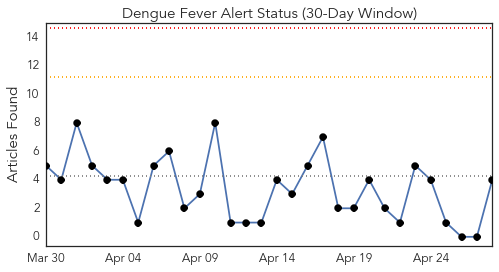 Dengue Fever Alert Status (30-Day Window)
14
12
10
8
6
4
2
0
Articles Found
Mar 30 Apr 04 Apr 09 Apr 14 Apr 19 Apr 24